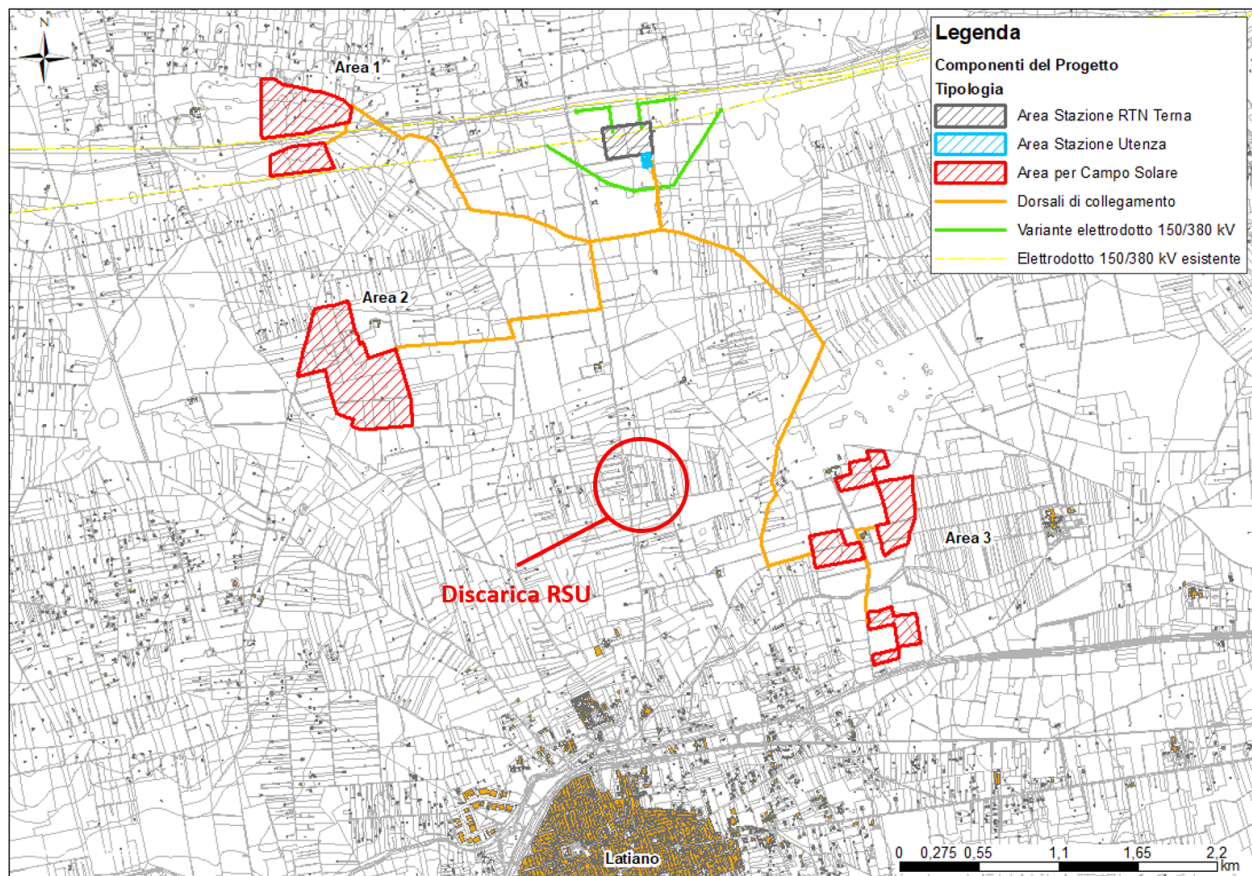 N
Area 1
Legenda
Componenti del Progetto
Tipologia
Area Stazione RTN Terna
Area Stazione Utenza
Area per Campo Solare
Dorsali di collegamento
Variante elettrodotto 150/380 kV
Elettrodotto 150/380 kV esistente
Area 2
Area 3
Discarica RSU
Latiano
0 0,275 0,55 1,1 1,65 2,2
km